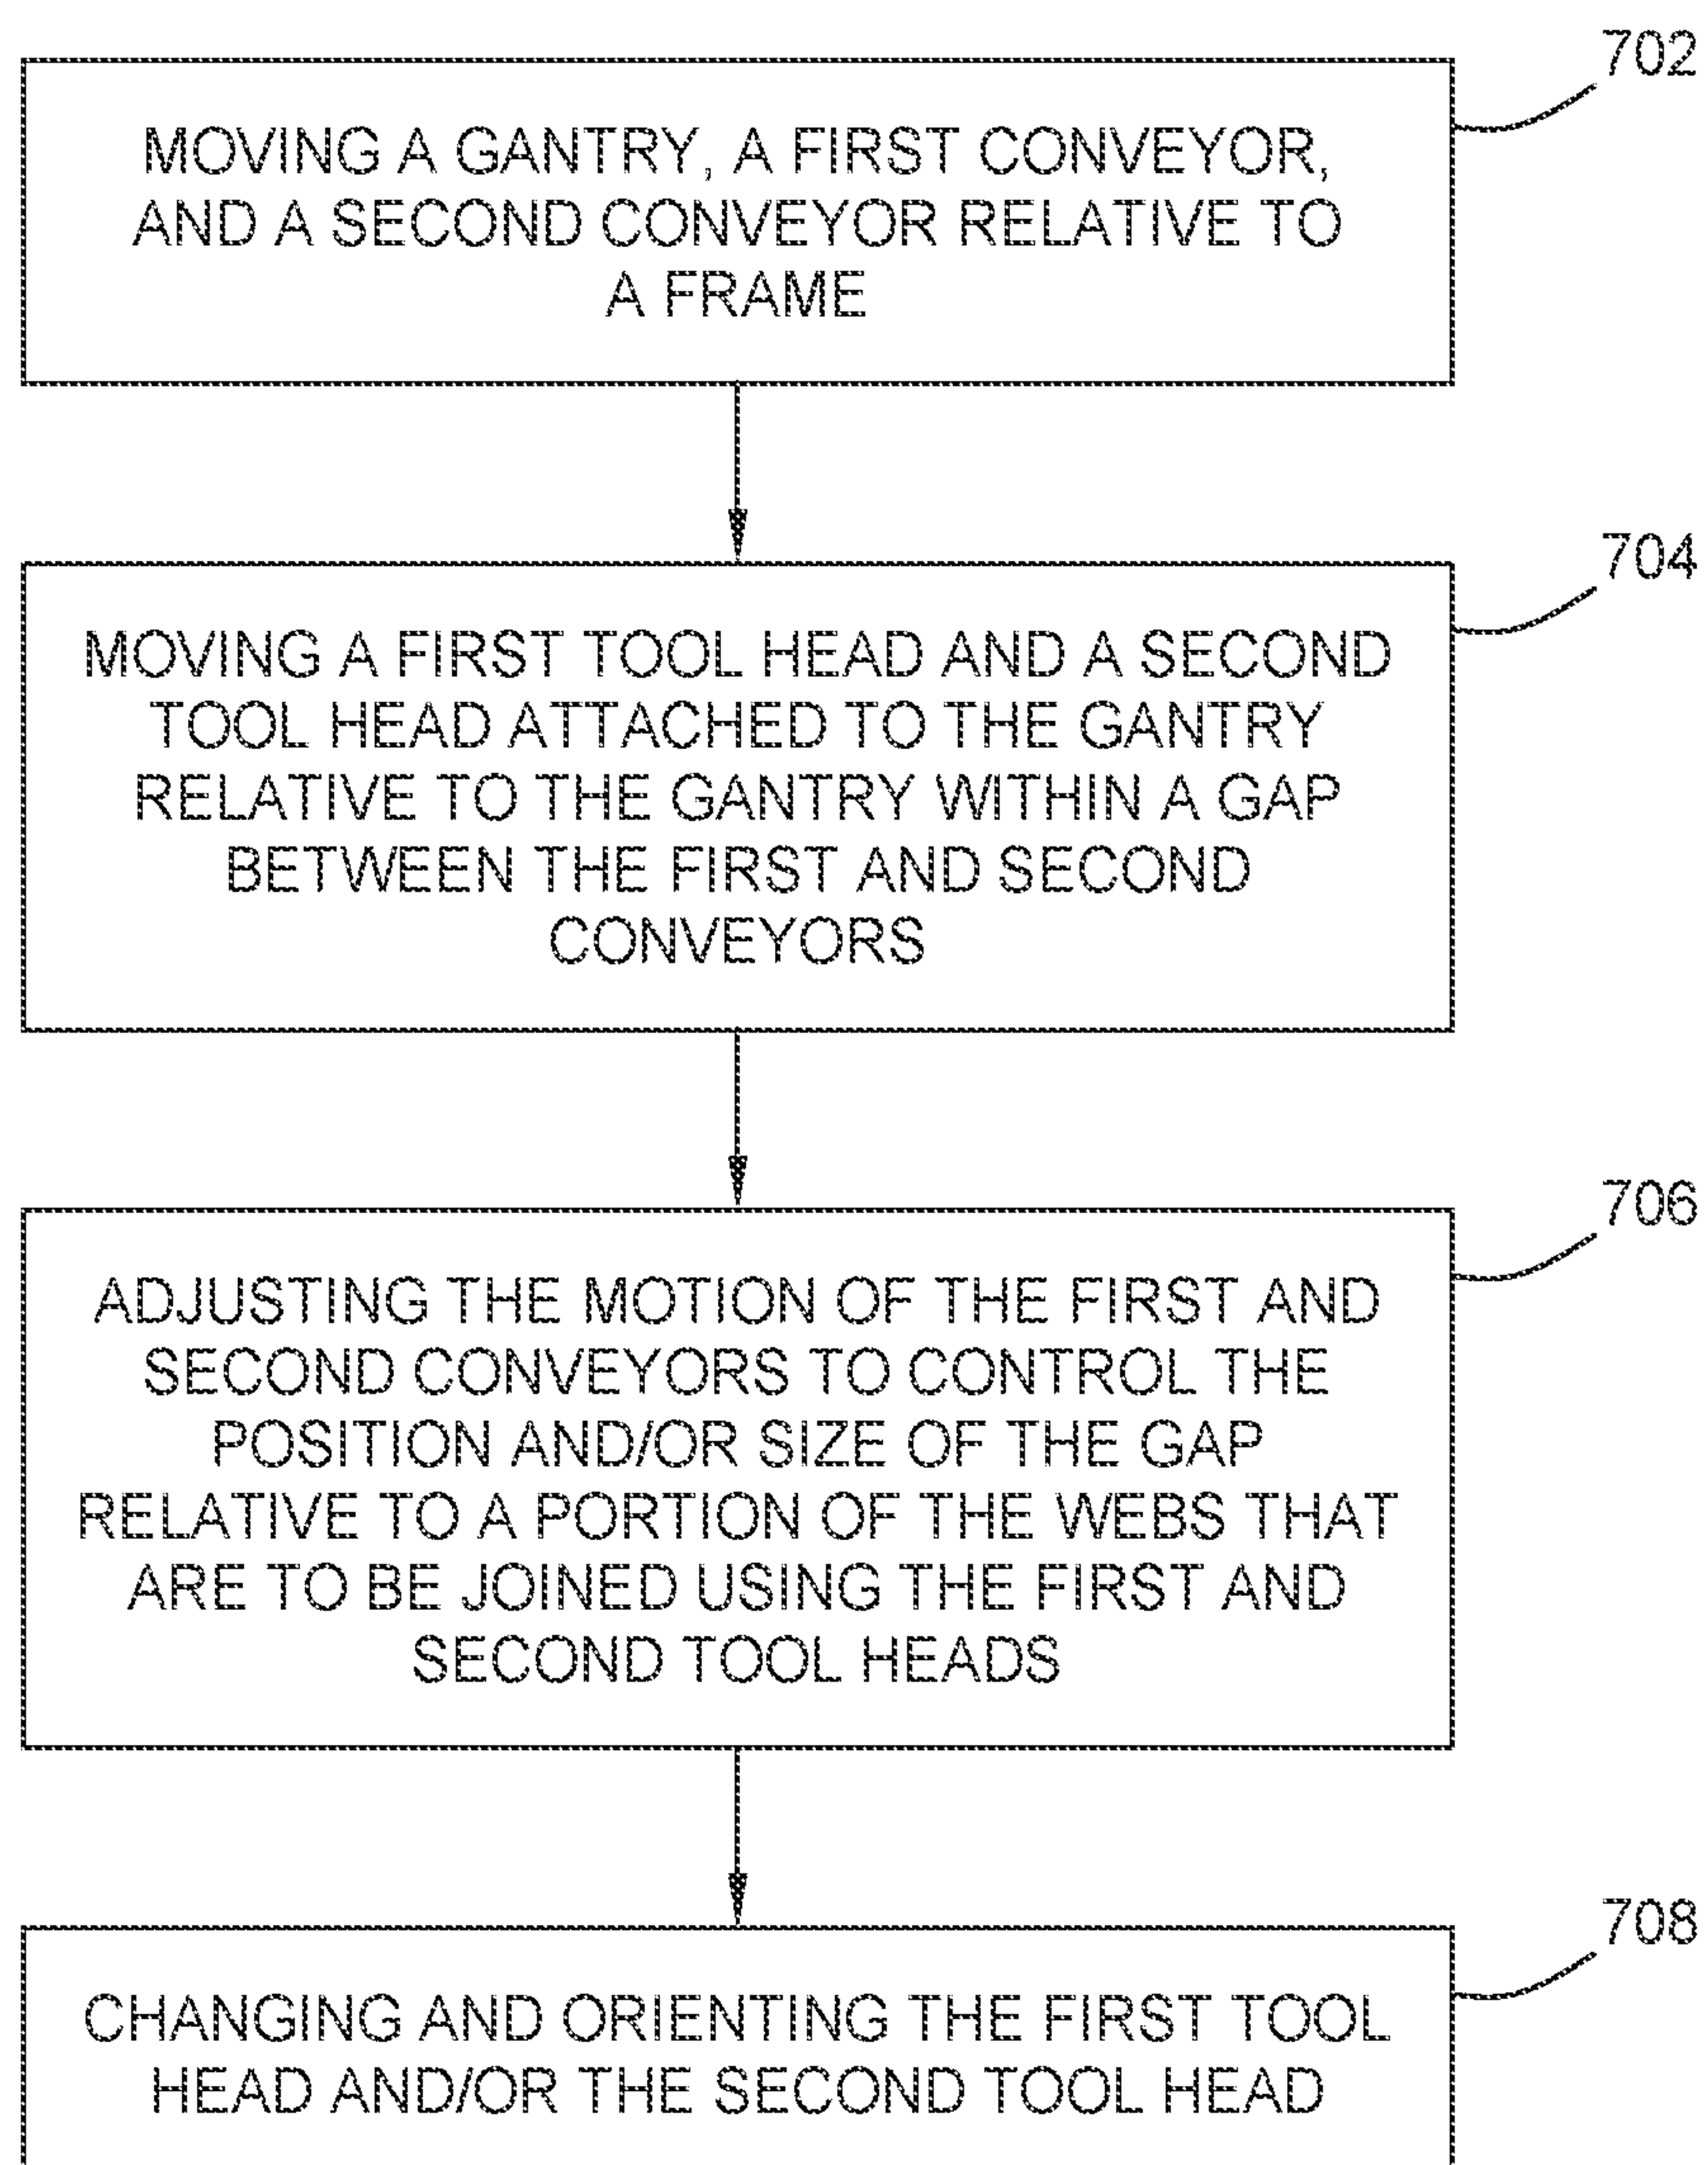 702
MOVING A GANTRY, A FIRST CONVEYOR,
AND A SECOND CONVEYOR RELATIVE TO
A FRAME
704
MOVING A FIRST TOOL HEAD AND A SECOND
TOOL HEAD ATTACHED TO THE GANTRY
RELATIVE TO THE GANTRY WITHIN A GAP
BETWEEN THE FIRST AND SECOND
CONVEYORS
706
ADJUSTING THE MOTION OF THE FIRST AND
SECOND CONVEYORS TO CONTROL THE
POSITION AND/OR SIZE OF THE GAP
RELATIVE TO A PORTION OF THE WEBS THAT
ARE TO BE JOINED USING THE FIRST AND
SECOND TOOL HEADS
708
CHANGING AND ORIENTING THE FIRST TOOL
HEAD AND/OR THE SECOND TOOL HEAD